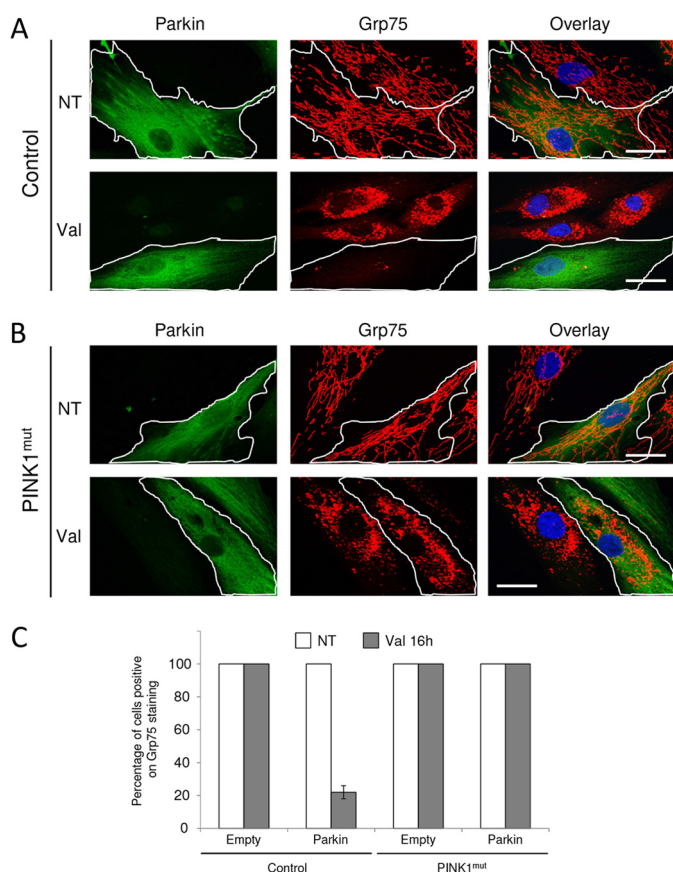 A
Parkin Grp75 Overlay
Control
NT
Val
B
Parkin Grp75 Overlay
PINK1mut
NT
Val
C
NT Val 16h
Percentage of cells positive
on Grp75 staining
100
80
60
40
20
0
Empty Parkin Empty Parkin
Control PINK1mut